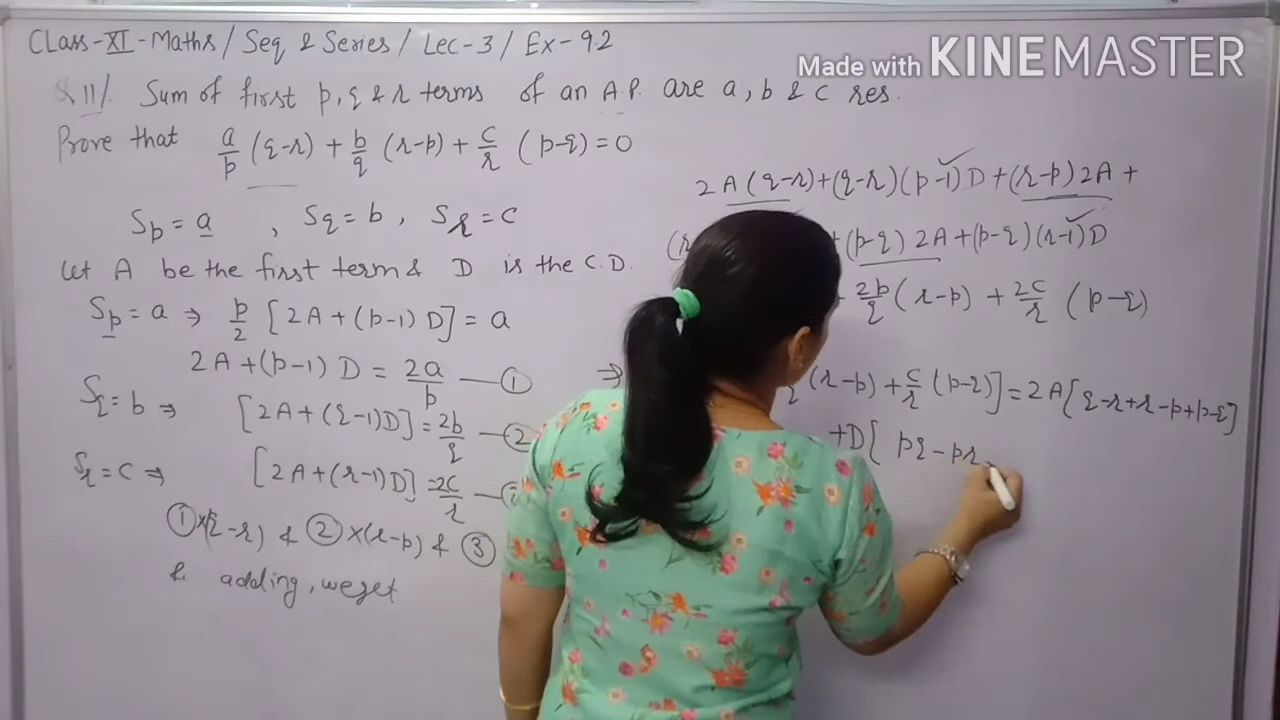 Class-XI-Maths/Seq & Series/Lec-3/Ex-9.2
Made with KINEMASTER
Q 11/. Sum of first p, q & r terms of an A.P. are a, b & c res.
Prove that a/p (q-r) + b/q (r-p) + c/r (p-q) = 0
Sp = a, Sq = b, Sr = c
Let A be the first term & D is the C.D.
Sp = a ⇒ p/2 [2A+(p-1)D] = a
2A+(p-1)D = 2a/p —①
Sq = b ⇒ [2A+(q-1)D] = 2b/q —②
Sr = c ⇒ [2A+(r-1)D] = 2c/r —
①×(q-r) & ②×(r-p) & ③
& adding, we get
2A(q-r)+(q-r)(p-1)D+(r-p)2A+
+(p-q)2A+(p-q)(r-1)D
2b/q (r-p) + 2c/r (p-q)
⇒ (r-p) + c/r (p-q)] = 2A[q-r+r-p+p-q]
+D[pq-pr